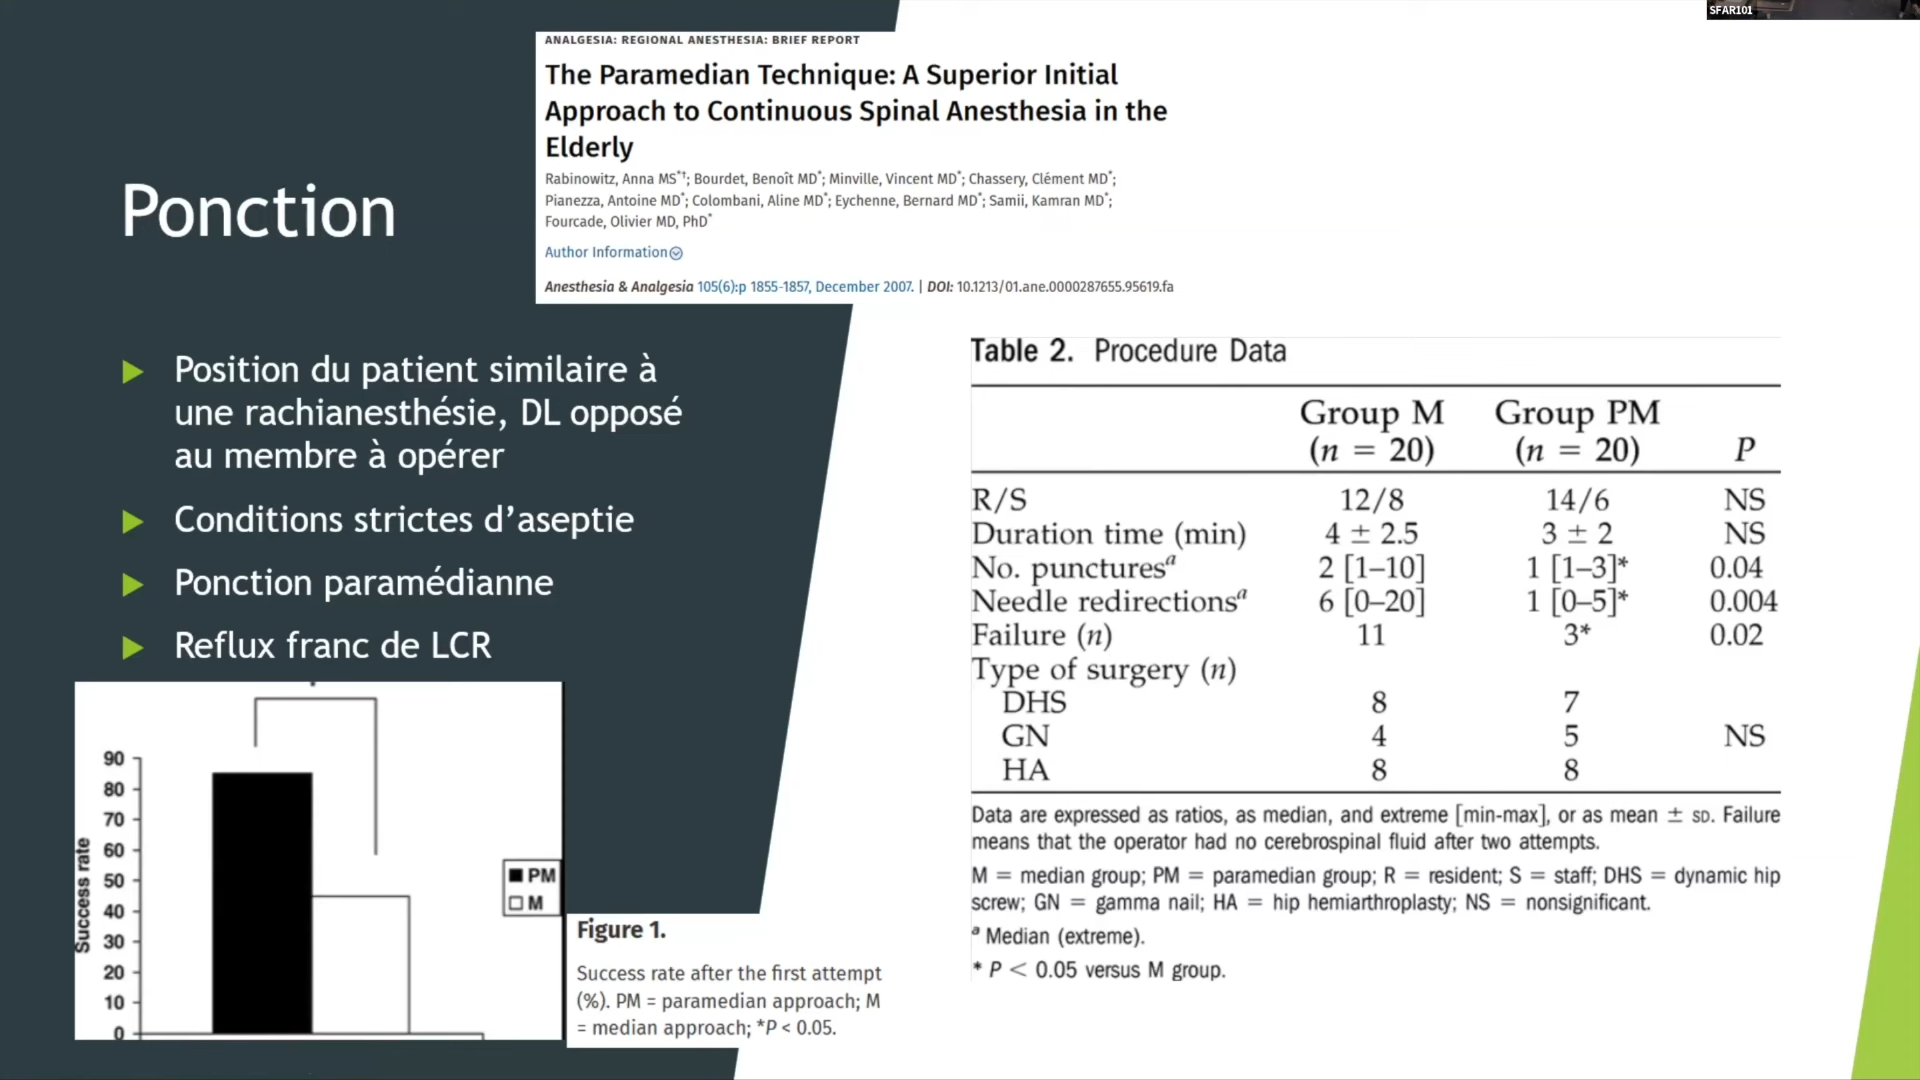 SFAR101
ANALGESIA: REGIONAL ANESTHESIA: BRIEF REPORT
The Paramedian Technique: A Superior Initial
Approach to Continuous Spinal Anesthesia in the
Elderly
Rabinowitz, Anna MS*†; Bourdet, Benoît MD*; Minville, Vincent MD*; Chassery, Clément MD*;
Pianezza, Antoine MD*; Colombani, Aline MD*; Eychenne, Bernard MD*; Samii, Kamran MD*;
Fourcade, Olivier MD, PhD*
Author Information
Anesthesia & Analgesia 105(6):p 1855-1857, December 2007. | DOI: 10.1213/01.ane.0000287655.95619.fa
Ponction
Position du patient similaire à
une rachianesthésie, DL opposé
au membre à opérer
Conditions strictes d’aseptie
Ponction paramédianne
Reflux franc de LCR
90
80
70
60
50
40
30
20
10
0
Success rate
PM
M
Figure 1.
Success rate after the first attempt
(%). PM = paramedian approach; M
= median approach; *P < 0.05.
Table 2. Procedure Data
Group M Group PM
(n = 20) (n = 20) P
R/S 12/8 14/6 NS
Duration time (min) 4 ± 2.5 3 ± 2 NS
No. punctures^a 2 [1–10] 1 [1–3]* 0.04
Needle redirections^a 6 [0–20] 1 [0–5]* 0.004
Failure (n) 11 3* 0.02
Type of surgery (n)
DHS 8 7
GN 4 5 NS
HA 8 8
Data are expressed as ratios, as median, and extreme [min-max], or as mean ± SD. Failure
means that the operator had no cerebrospinal fluid after two attempts.
M = median group; PM = paramedian group; R = resident; S = staff; DHS = dynamic hip
screw; GN = gamma nail; HA = hip hemiarthroplasty; NS = nonsignificant.
^a Median (extreme).
* P < 0.05 versus M group.